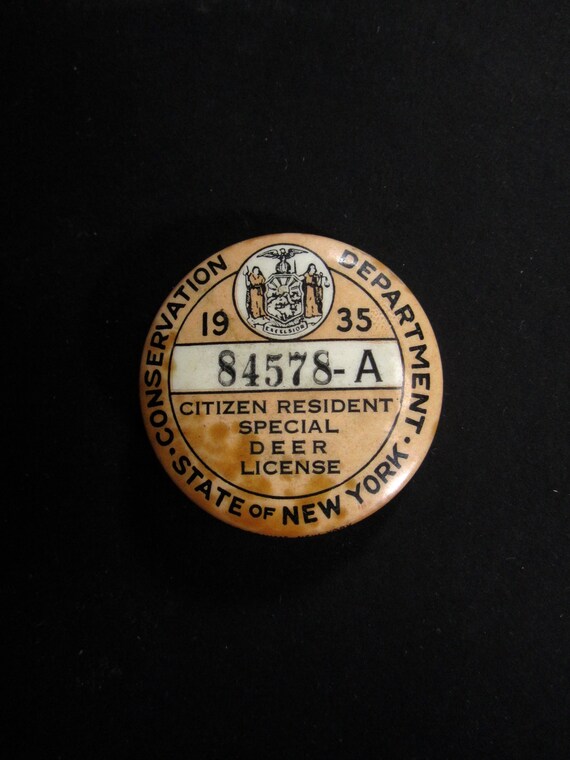 CONSERVATION DEPARTMENT
EXCELSIOR
19 35
84578-A
CITIZEN RESIDENT
SPECIAL
DEER
LICENSE
· STATE OF NEW YORK ·